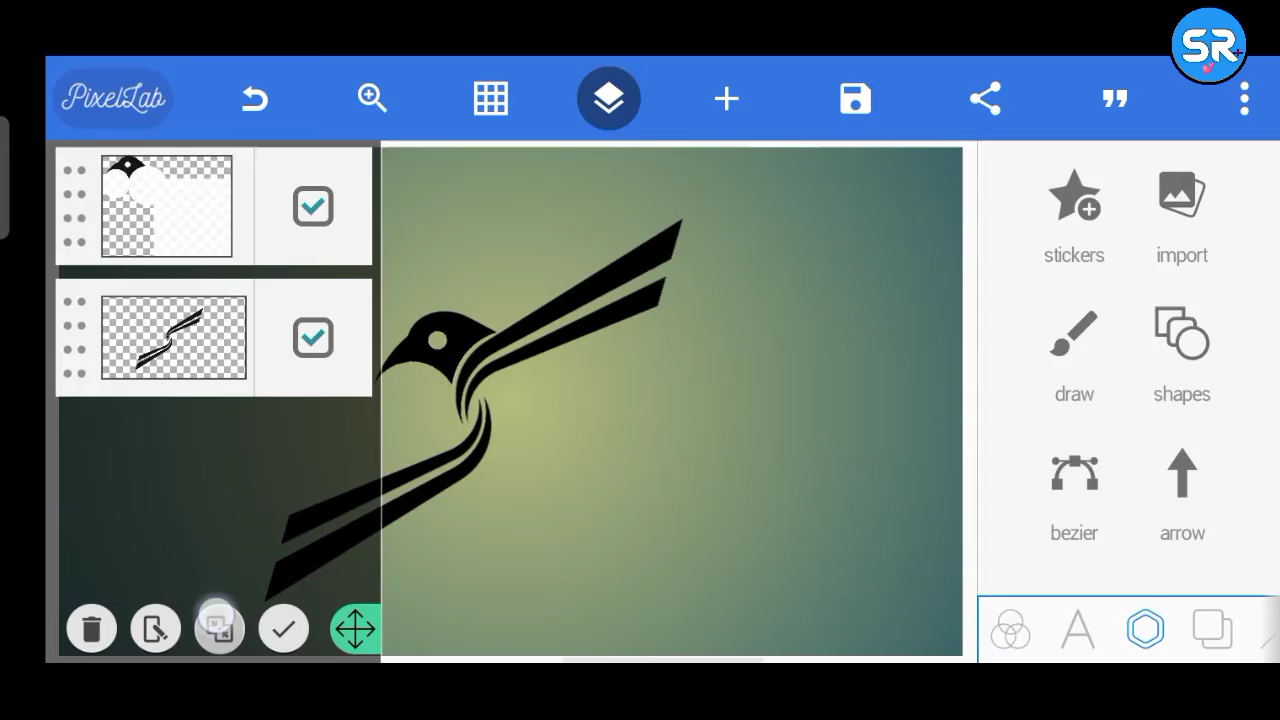 SR
PixelLab
stickers
import
draw
shapes
bezier
arrow